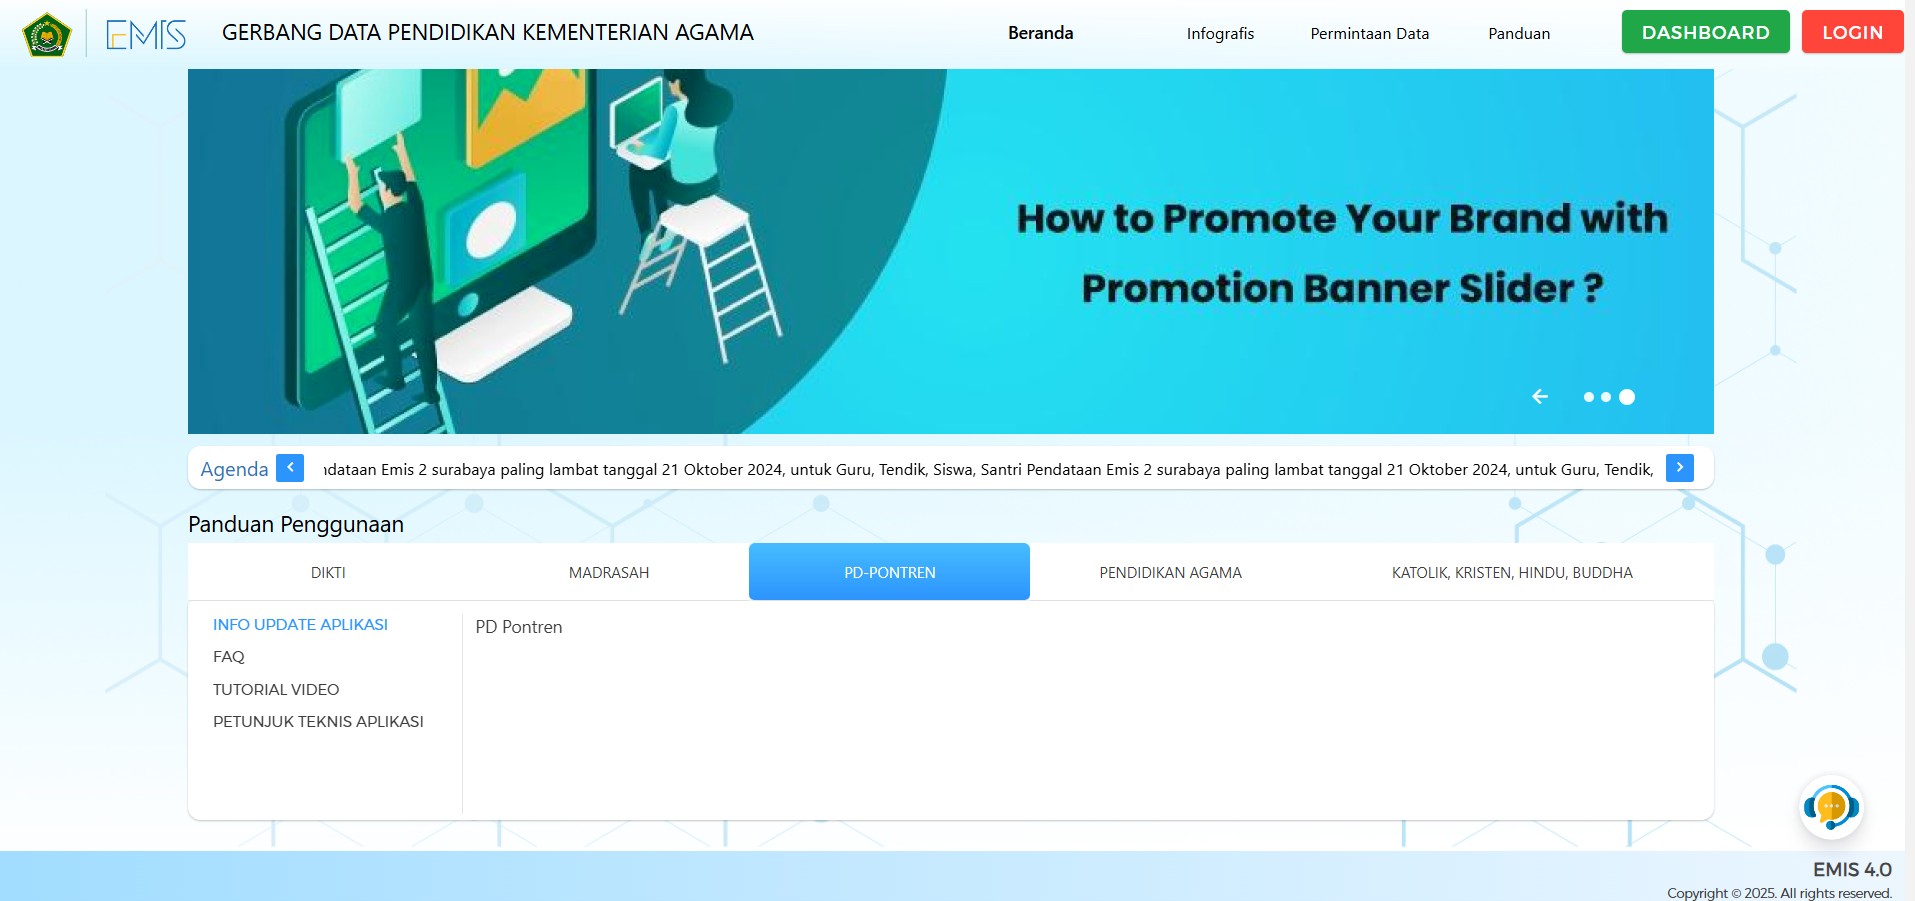 EMIS
GERBANG DATA PENDIDIKAN KEMENTERIAN AGAMA
Beranda
Infografis
Permintaan Data
Panduan
DASHBOARD
LOGIN
How to Promote Your Brand with
Promotion Banner Slider ?
Agenda
dataan Emis 2 surabaya paling lambat tanggal 21 Oktober 2024, untuk Guru, Tendik, Siswa, Santri Pendataan Emis 2 surabaya paling lambat tanggal 21 Oktober 2024, untuk Guru, Tendik,
Panduan Penggunaan
DIKTI
MADRASAH
PD-PONTREN
PENDIDIKAN AGAMA
KATOLIK, KRISTEN, HINDU, BUDDHA
INFO UPDATE APLIKASI
FAQ
TUTORIAL VIDEO
PETUNJUK TEKNIS APLIKASI
PD Pontren
EMIS 4.0
Copyright © 2025. All rights reserved.